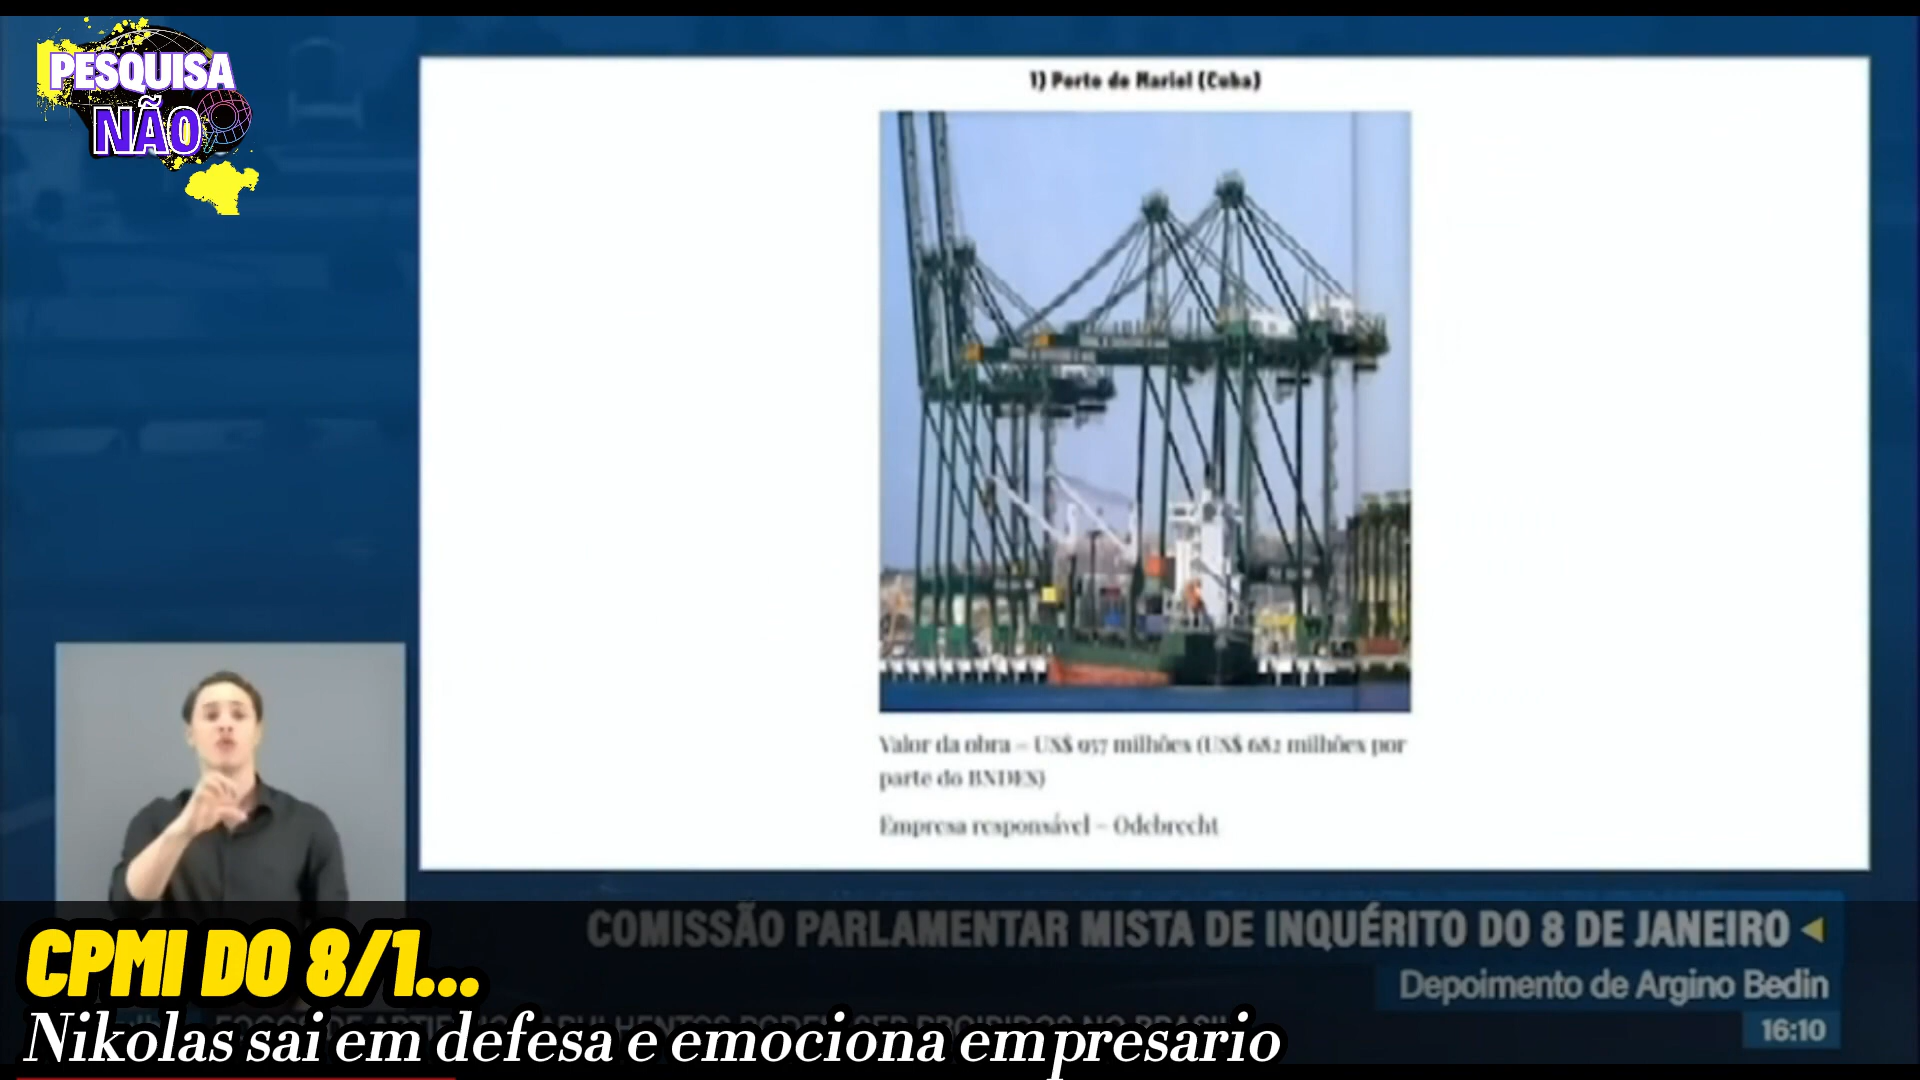 PESQUISA
NÃO
1) Porto de Mariel (Cuba)
Valor da obra – US$ 957 milhões (US$ 682 milhões por
parte do BNDES)
Empresa responsável – Odebrecht
COMISSÃO PARLAMENTAR MISTA DE INQUÉRITO DO 8 DE JANEIRO
Depoimento de Argino Bedin
16:10
CPMI DO 8/1...
Nikolas sai em defesa e emociona empresario